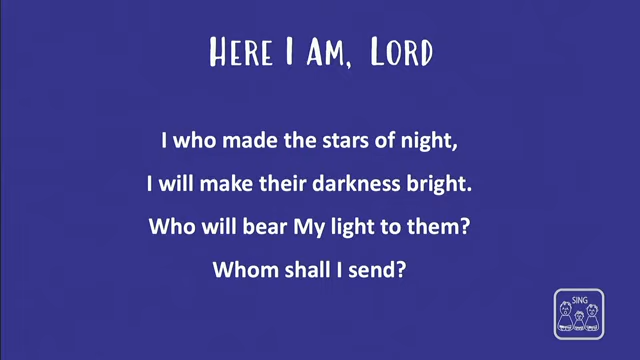 HERE I AM, LORD
I who made the stars of night,
I will make their darkness bright.
Who will bear My light to them?
Whom shall I send?
SING